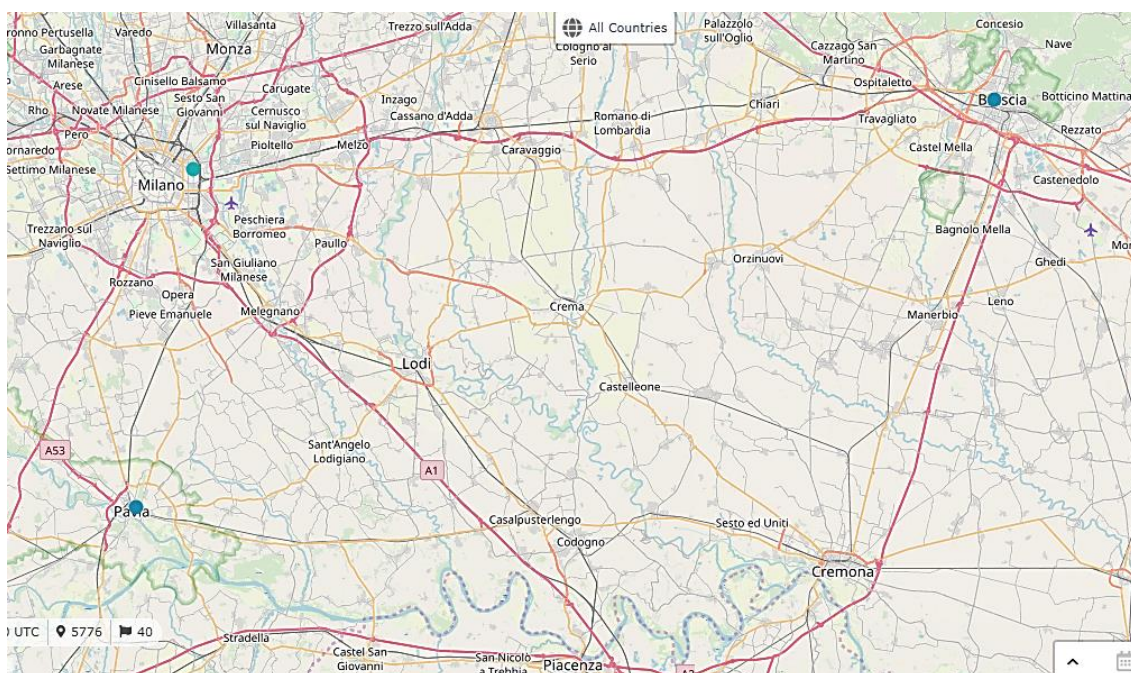 Villasanta
Trezzo sull'Adda
All Countries
Palazzolo
sull'Oglio
Concesio
Varedo
Garbagnate
Milanese
Monza
Cologno al
Serio
Cazzago San
Martino
Nave
Arese
Cinisello Balsamo
Carugate
Ospitaletto
Rho
Novate Milanese
Sesto San
Giovanni
Cernusco
sul Naviglio
Inzago
Cassano d'Adda
Romano di
Lombardia
Chiari
Travagliato
Brescia
Botticino Mattina
Pero
Pioltello
Melzo
Caravaggio
Rezzato
Settimo Milanese
Castel Mella
Milano
Castenedolo
Peschiera
Borromeo
Trezzano sul
Naviglio
Paullo
Bagnolo Mella
San Giuliano
Milanese
Orzinuovi
Ghedi
Rozzano
Opera
Pieve Emanuele
Melegnano
Crema
Leno
Manerbio
Lodi
Castelleone
A53
Sant'Angelo
Lodigiano
A1
Pavia
Casalpusterlengo
Sesto ed Uniti
Codogno
Cremona
UTC 5776 40
Stradella
Castel San
Giovanni
San Nicolo
a Trebbia
Piacenza